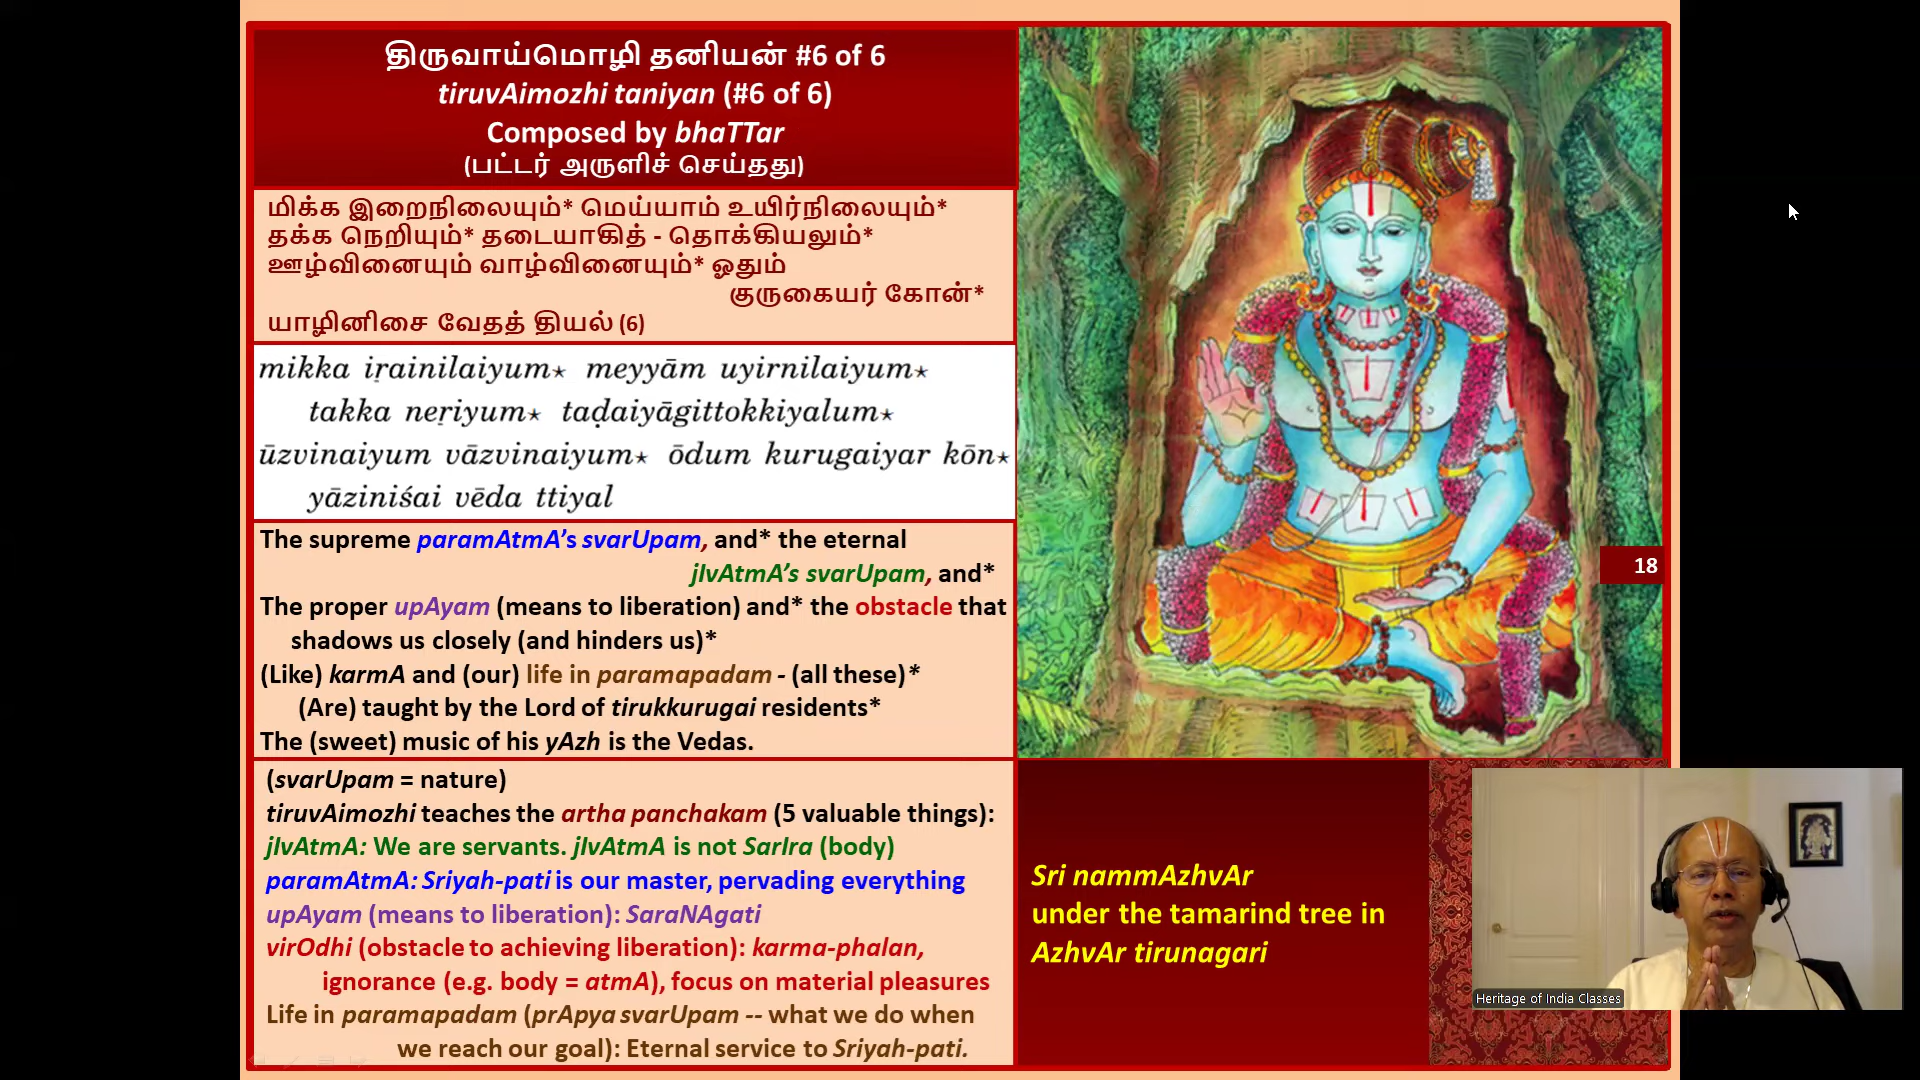 திருவாய்மொழி தனியன் #6 of 6
tiruvAimozhi taniyan (#6 of 6)
Composed by bhaTTar
(பட்டர் அருளிச் செய்தது)
மிக்க இறைநிலையும்* மெய்யாம் உயிர்நிலையும்*
தக்க நெறியும்* தடையாகித் - தொக்கியலும்*
ஊழ்வினையும் வாழ்வினையும்* ஓதும்
குருகையர் கோன்*
யாழினிசை வேதத் தியல் (6)
mikka iṟainilaiyum⋆ meyyām uyirnilaiyum⋆
takka neṟiyum⋆ taḍaiyāgittokkiyalum⋆
ūzvinaiyum vāzvinaiyum⋆ ōdum kurugaiyar kōn⋆
yāziniśai vēda ttiyal
The supreme paramAtmA's svarUpam, and* the eternal
jIvAtmA's svarUpam, and*
The proper upAyam (means to liberation) and* the obstacle that
shadows us closely (and hinders us)*
(Like) karmA and (our) life in paramapadam - (all these)*
(Are) taught by the Lord of tirukkurugai residents*
The (sweet) music of his yAzh is the Vedas.
(svarUpam = nature)
tiruvAimozhi teaches the artha panchakam (5 valuable things):
jIvAtmA: We are servants. jIvAtmA is not SarIra (body)
paramAtmA: Sriyah-pati is our master, pervading everything
upAyam (means to liberation): SaraNAgati
virOdhi (obstacle to achieving liberation): karma-phalan,
ignorance (e.g. body = atmA), focus on material pleasures
Life in paramapadam (prApya svarUpam -- what we do when
we reach our goal): Eternal service to Sriyah-pati.
18
Sri nammAzhvAr
under the tamarind tree in
AzhvAr tirunagari
Heritage of India Classes